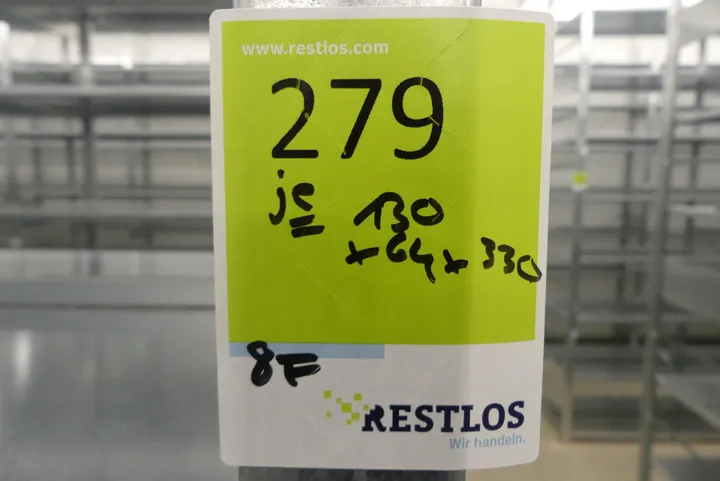 www.restlos.com
279
je 130
x 64 x 330
8F
RESTLOS
Wir handeln.